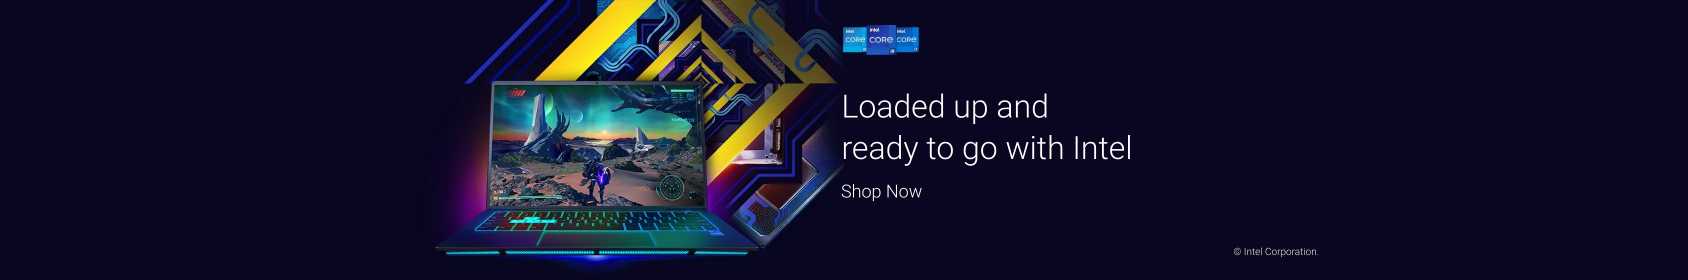 intel
CORE
intel
CORE
intel
CORE
Loaded up and
ready to go with Intel
Shop Now
© Intel Corporation.